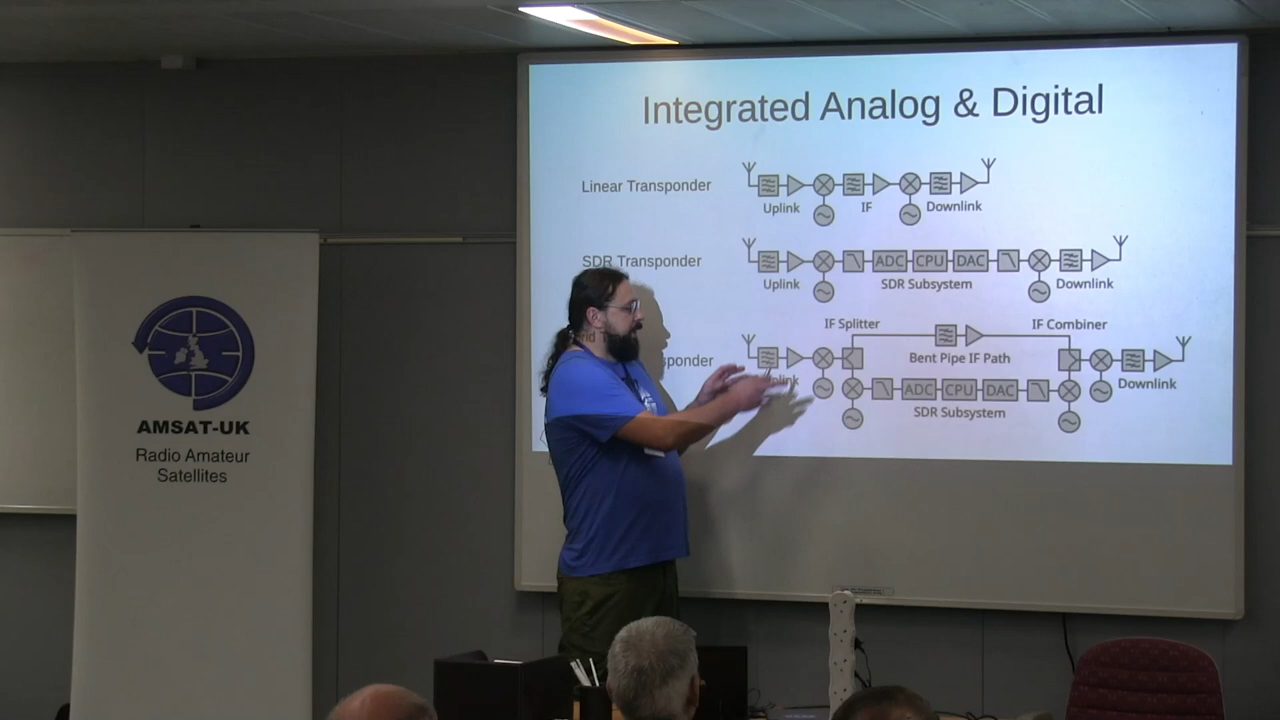 Integrated Analog & Digital
Linear Transponder
Uplink
IF
Downlink
SDR Transponder
Uplink
ADC
CPU
DAC
SDR Subsystem
Downlink
IF Splitter
IF Combiner
Bent Pipe IF Path
ADC
CPU
DAC
SDR Subsystem
Downlink
AMSAT-UK
Radio Amateur
Satellites